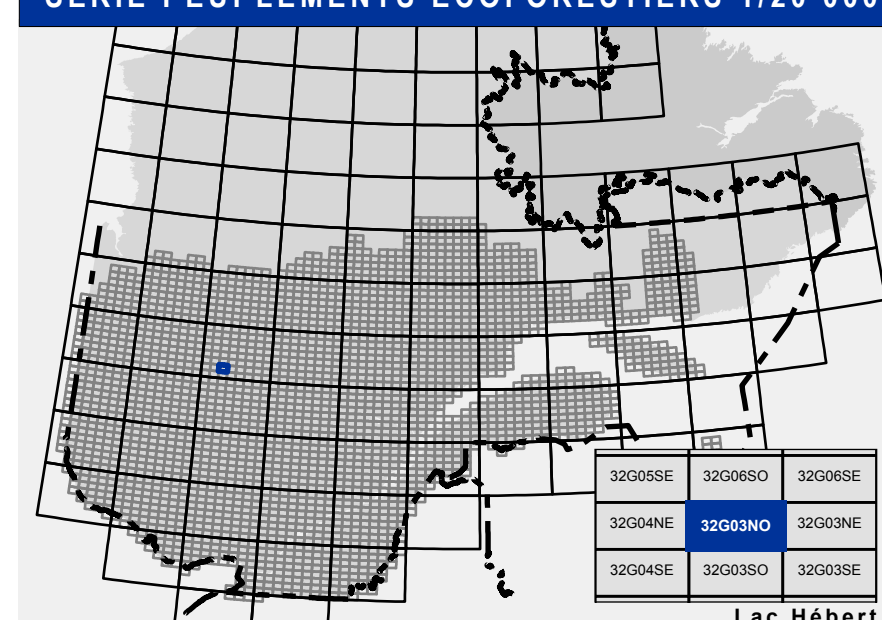 SÉRIE PEUPLEMENTS ÉCOFORESTIERS 1/20 000
32G05SE 32G06SO 32G06SE
32G04NE 32G03NO 32G03NE
32G04SE 32G03SO 32G03SE
Lac Hébert